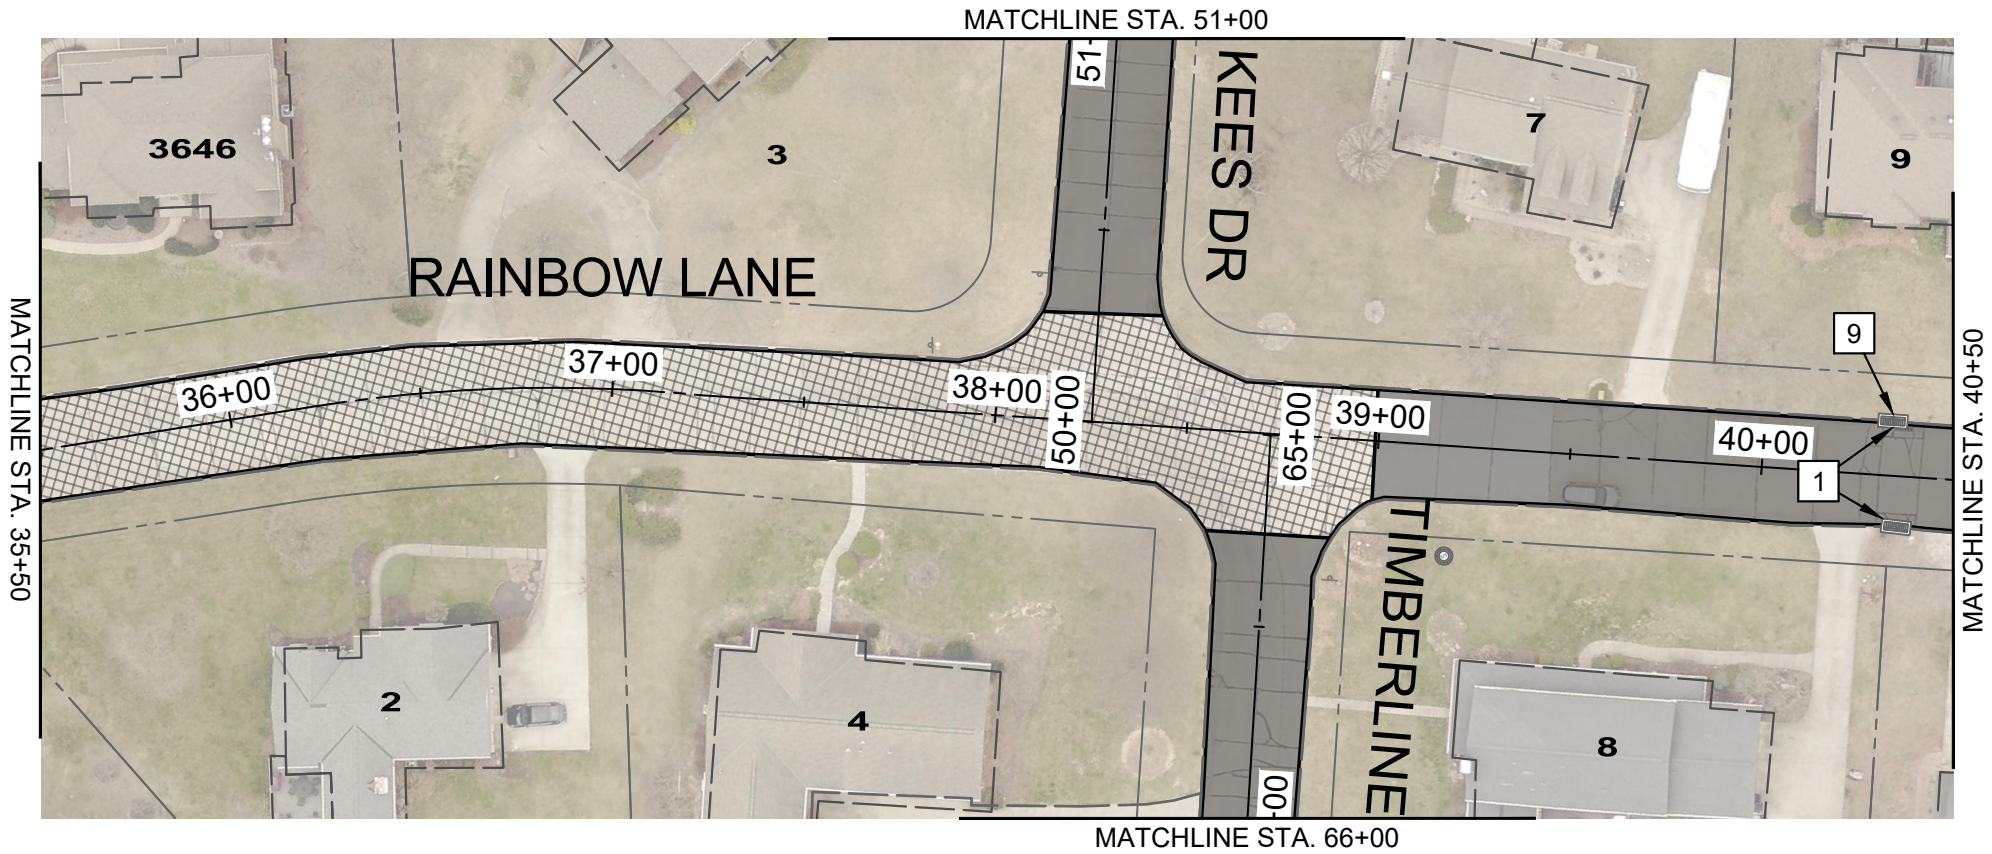 MATCHLINE STA. 51+00
51+
KEES DR
3646
3
7
9
RAINBOW LANE
MATCHLINE STA. 35+50
36+00
37+00
38+00
50+00
65+00
39+00
40+00
9
1
MATCHLINE STA. 40+50
TIMBERLINE
2
4
8
+00
MATCHLINE STA. 66+00